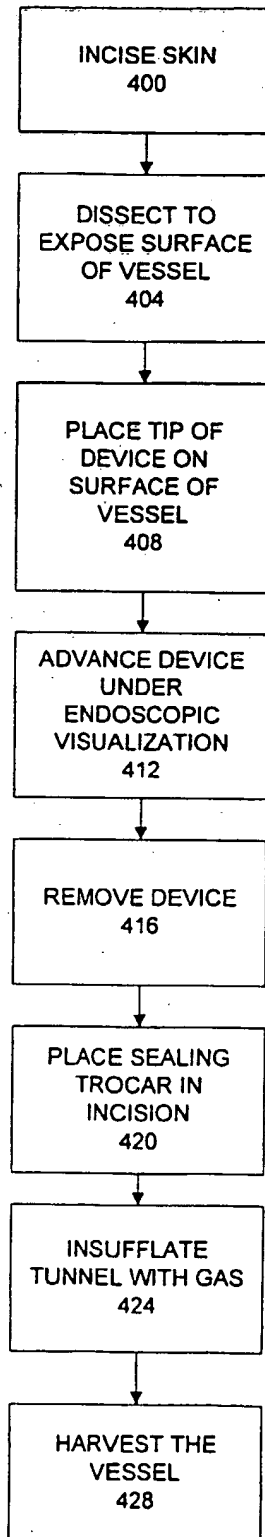 INCISE SKIN
400
DISSECT TO
EXPOSE SURFACE
OF VESSEL
404
PLACE TIP OF
DEVICE ON
SURFACE OF
VESSEL
408
ADVANCE DEVICE
UNDER
ENDOSCOPIC
VISUALIZATION
412
REMOVE DEVICE
416
PLACE SEALING
TROCAR IN
INCISION
420
INSUFFLATE
TUNNEL WITH GAS
424
HARVEST THE
VESSEL
428